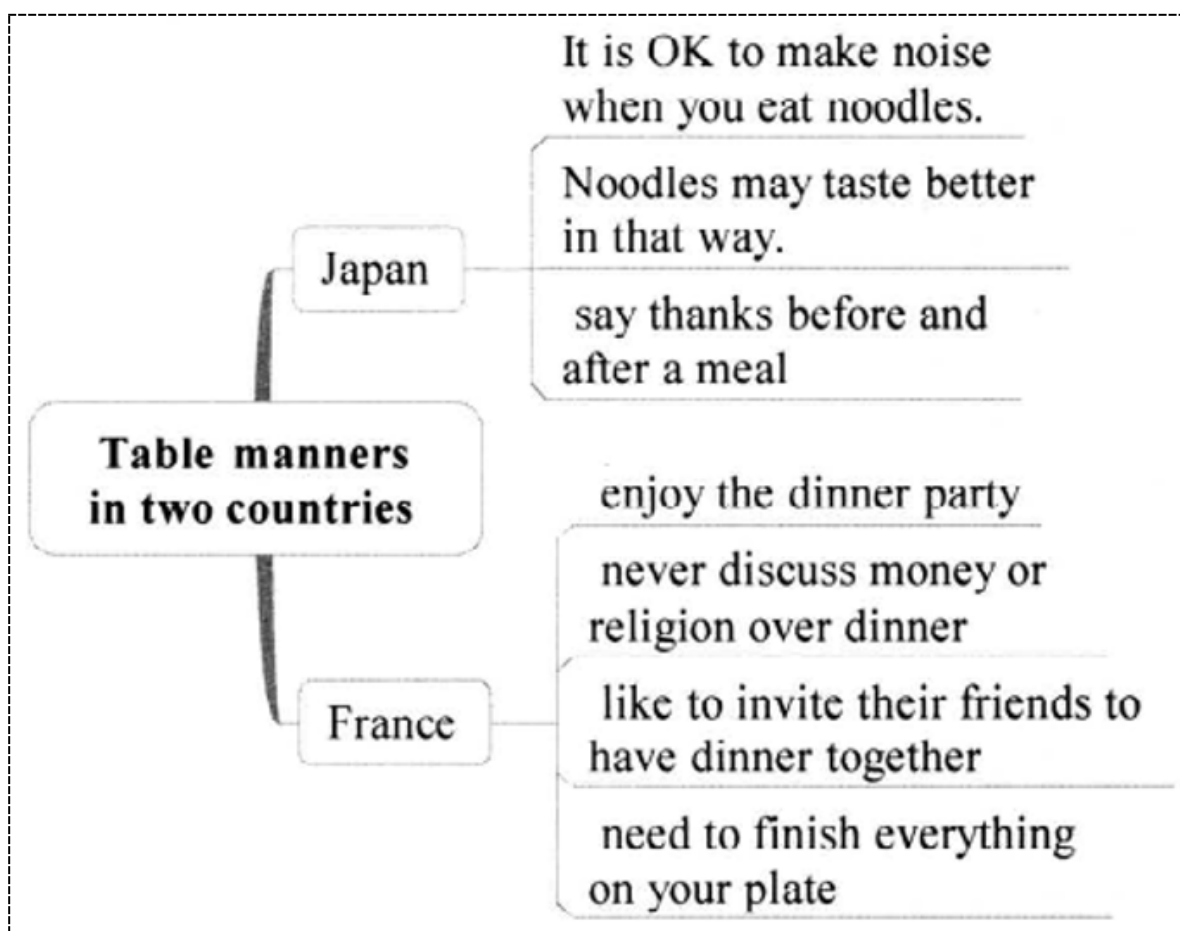 It is OK to make noise
when you eat noodles.
Noodles may taste better
in that way.
Japan
say thanks before and
after a meal
Table manners
in two countries
enjoy the dinner party
never discuss money or
religion over dinner
like to invite their friends to
France
have dinner together
need to finish everything
on your plate